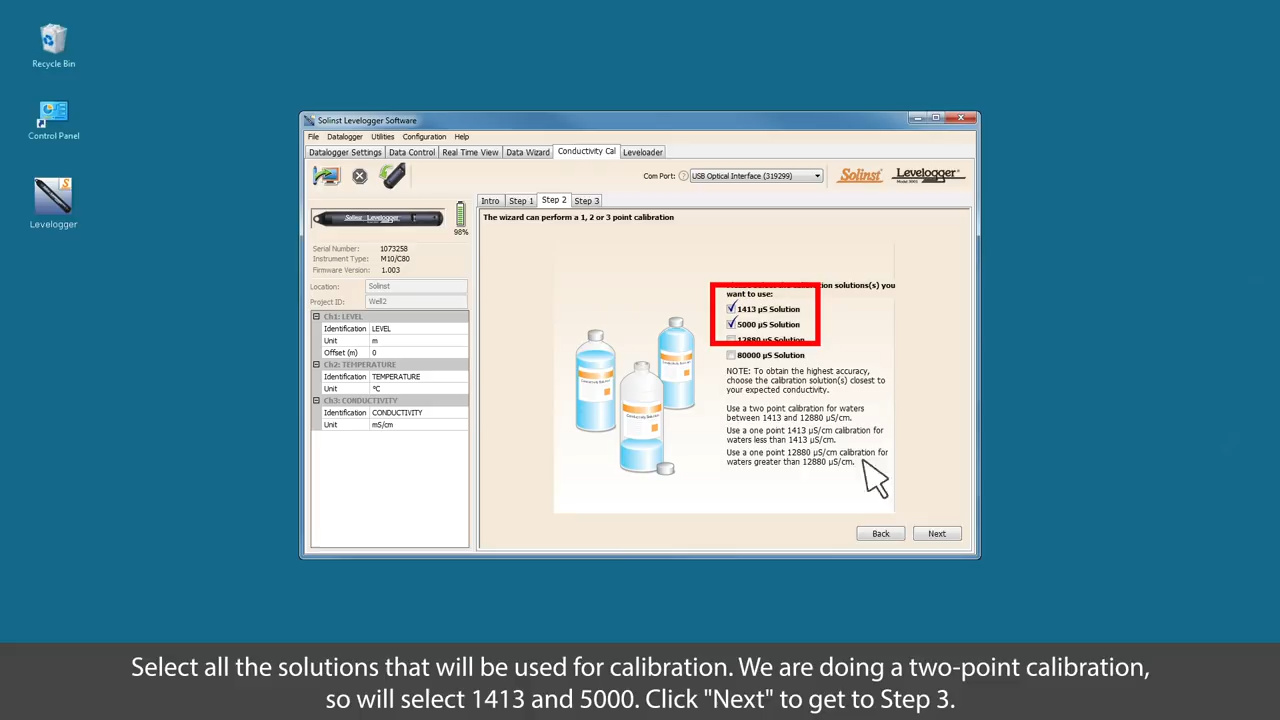 Recycle Bin
Control Panel
Levelogger
Solinst Levelogger Software
File Datalogger Utilities Configuration Help
Datalogger Settings Data Control Real Time View Data Wizard Conductivity Cal Leveloader
Com Port: ? USB Optical Interface (319299)
Solinst Levelogger
Solinst Levelogger
98%
Serial Number: 1073258
Instrument Type: M10/C80
Firmware Version: 1.003
Location: Solinst
Project ID: Well2
Ch1: LEVEL
Identification LEVEL
Unit m
Offset (m) 0
Ch2: TEMPERATURE
Identification TEMPERATURE
Unit °C
Ch3: CONDUCTIVITY
Identification CONDUCTIVITY
Unit mS/cm
Intro Step 1 Step 2 Step 3
The wizard can perform a 1, 2 or 3 point calibration
solutions(s) you
want to use:
1413 µS Solution
5000 µS Solution
12880 µS Solution
80000 µS Solution
NOTE: To obtain the highest accuracy,
choose the calibration solution(s) closest to
your expected conductivity.
Use a two point calibration for waters
between 1413 and 12880 µS/cm.
Use a one point 1413 µS/cm calibration for
waters less than 1413 µS/cm.
Use a one point 12880 µS/cm calibration for
waters greater than 12880 µS/cm.
Back Next
Select all the solutions that will be used for calibration. We are doing a two-point calibration,
so will select 1413 and 5000. Click "Next" to get to Step 3.